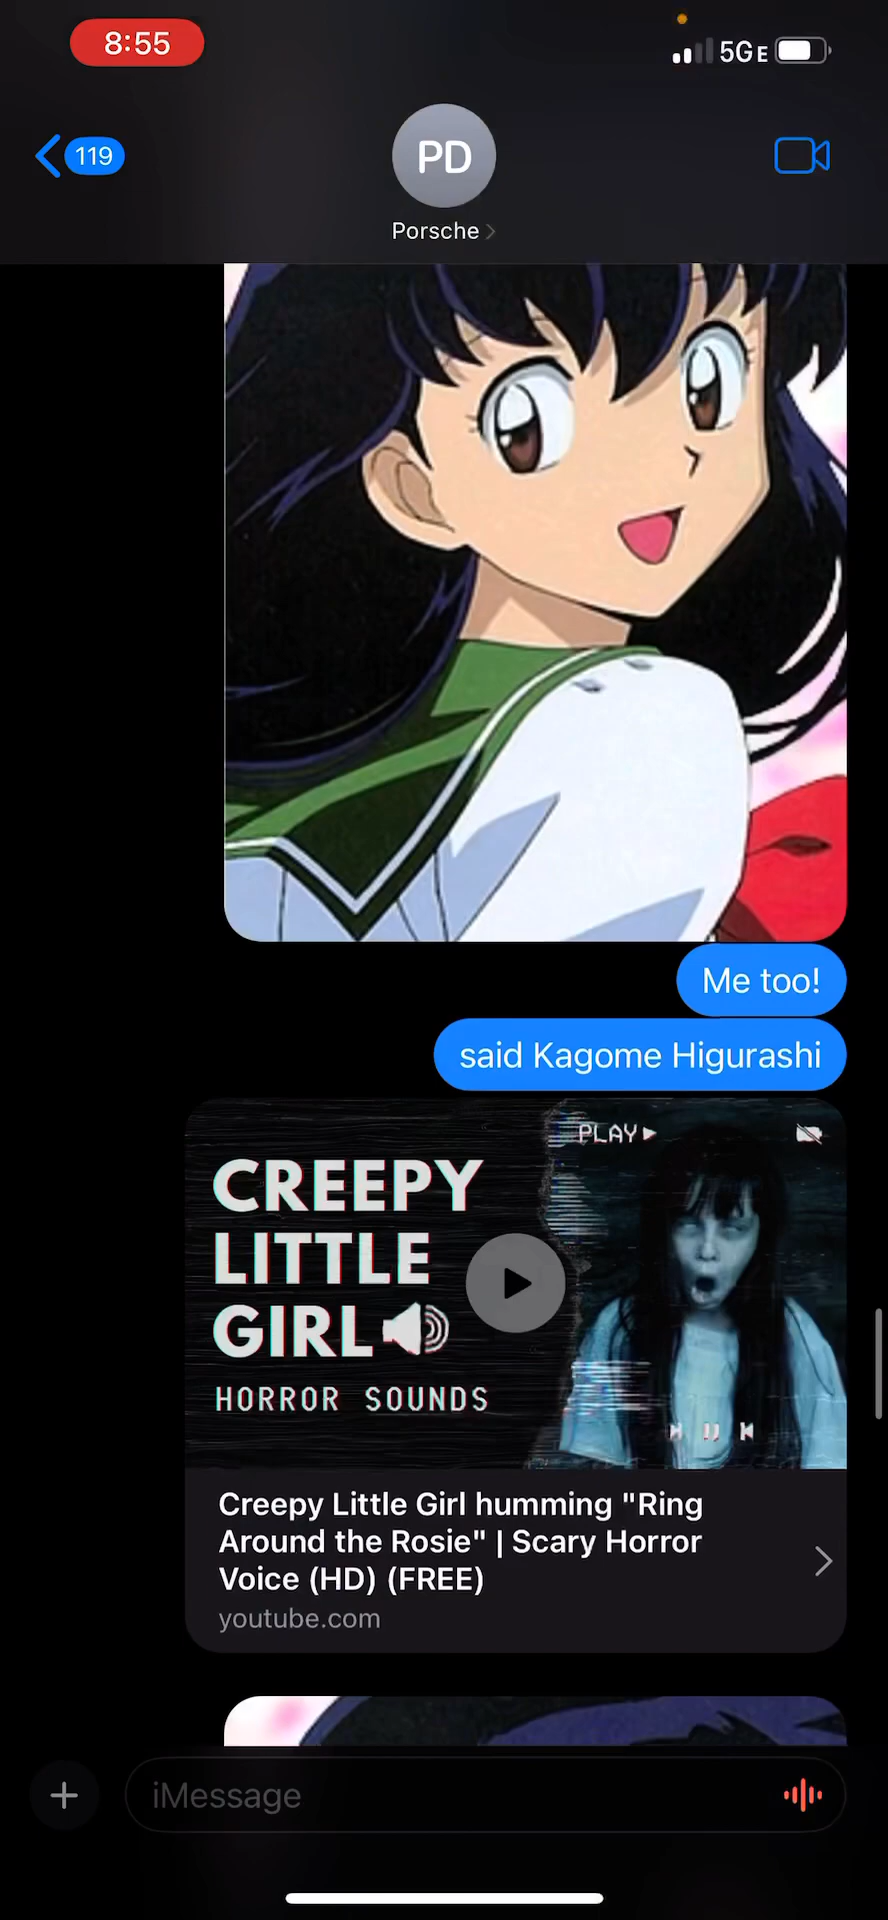 8:55
5GE
119
PD
Porsche
Me too!
said Kagome Higurashi
PLAY
CREEPY
LITTLE
GIRL
HORROR SOUNDS
Creepy Little Girl humming "Ring
Around the Rosie" | Scary Horror
Voice (HD) (FREE)
youtube.com
iMessage